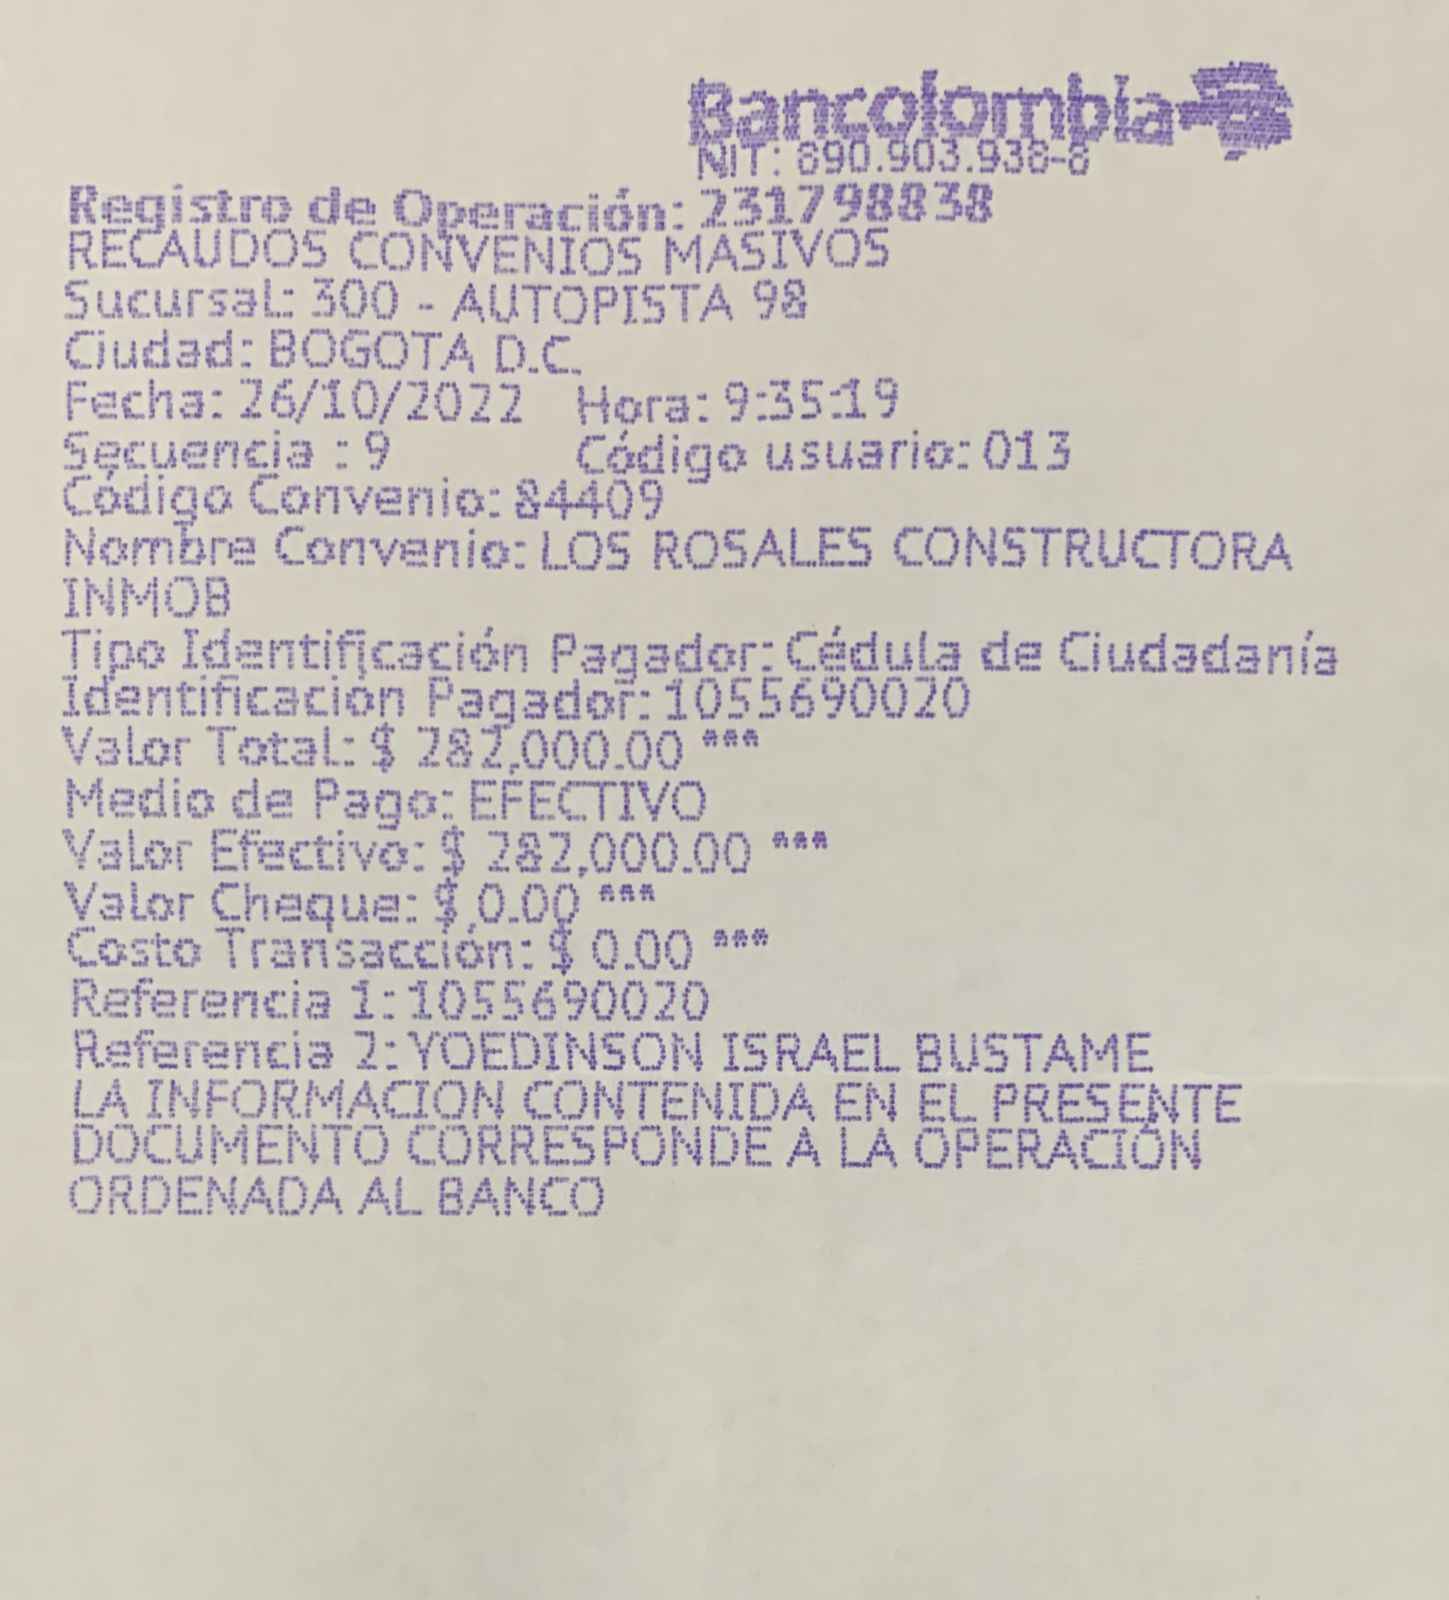 Bancolombia
NIT: 890.903.938-8
Registro de Operación: 231798838
RECAUDOS CONVENIOS MASIVOS
Sucursal: 300 - AUTOPISTA 98
Ciudad: BOGOTA D.C.
Fecha: 26/10/2022 Hora: 9:35:19
Secuencia : 9 Código usuario: 013
Código Convenio: 84409
Nombre Convenio: LOS ROSALES CONSTRUCTORA
INMOB
Tipo Identificación Pagador: Cédula de Ciudadanía
Identificación Pagador: 1055690020
Valor Total: $ 282,000.00 ***
Medio de Pago: EFECTIVO
Valor Efectivo: $ 282,000.00 ***
Valor Cheque: $ 0.00 ***
Costo Transacción: $ 0.00 ***
Referencia 1: 1055690020
Referencia 2: YOEDINSON ISRAEL BUSTAME
LA INFORMACION CONTENIDA EN EL PRESENTE
DOCUMENTO CORRESPONDE A LA OPERACIÓN
ORDENADA AL BANCO